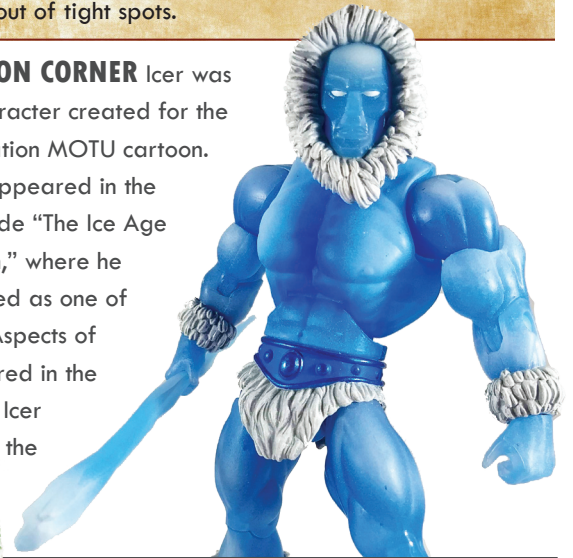 out of tight spots.
ON CORNER Icer was
racter created for the
ation MOTU cartoon.
ppeared in the
de “The Ice Age
,” where he
ed as one of
Aspects of
red in the
Icer
the